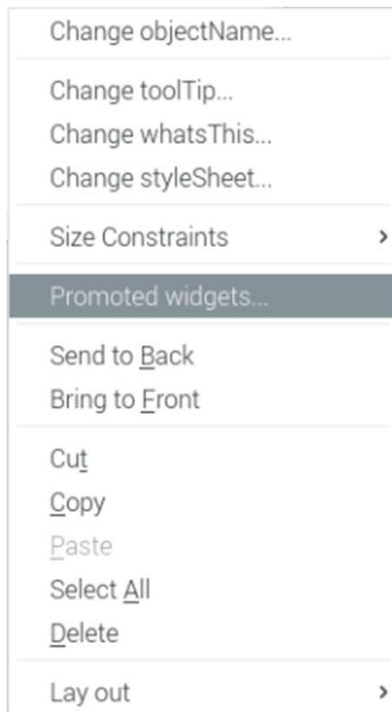 Change objectName...
Change toolTip...
Change whatsThis...
Change styleSheet...
Size Constraints
Promoted widgets...
Send to Back
Bring to Front
Cut
Copy
Paste
Select All
Delete
Lay out